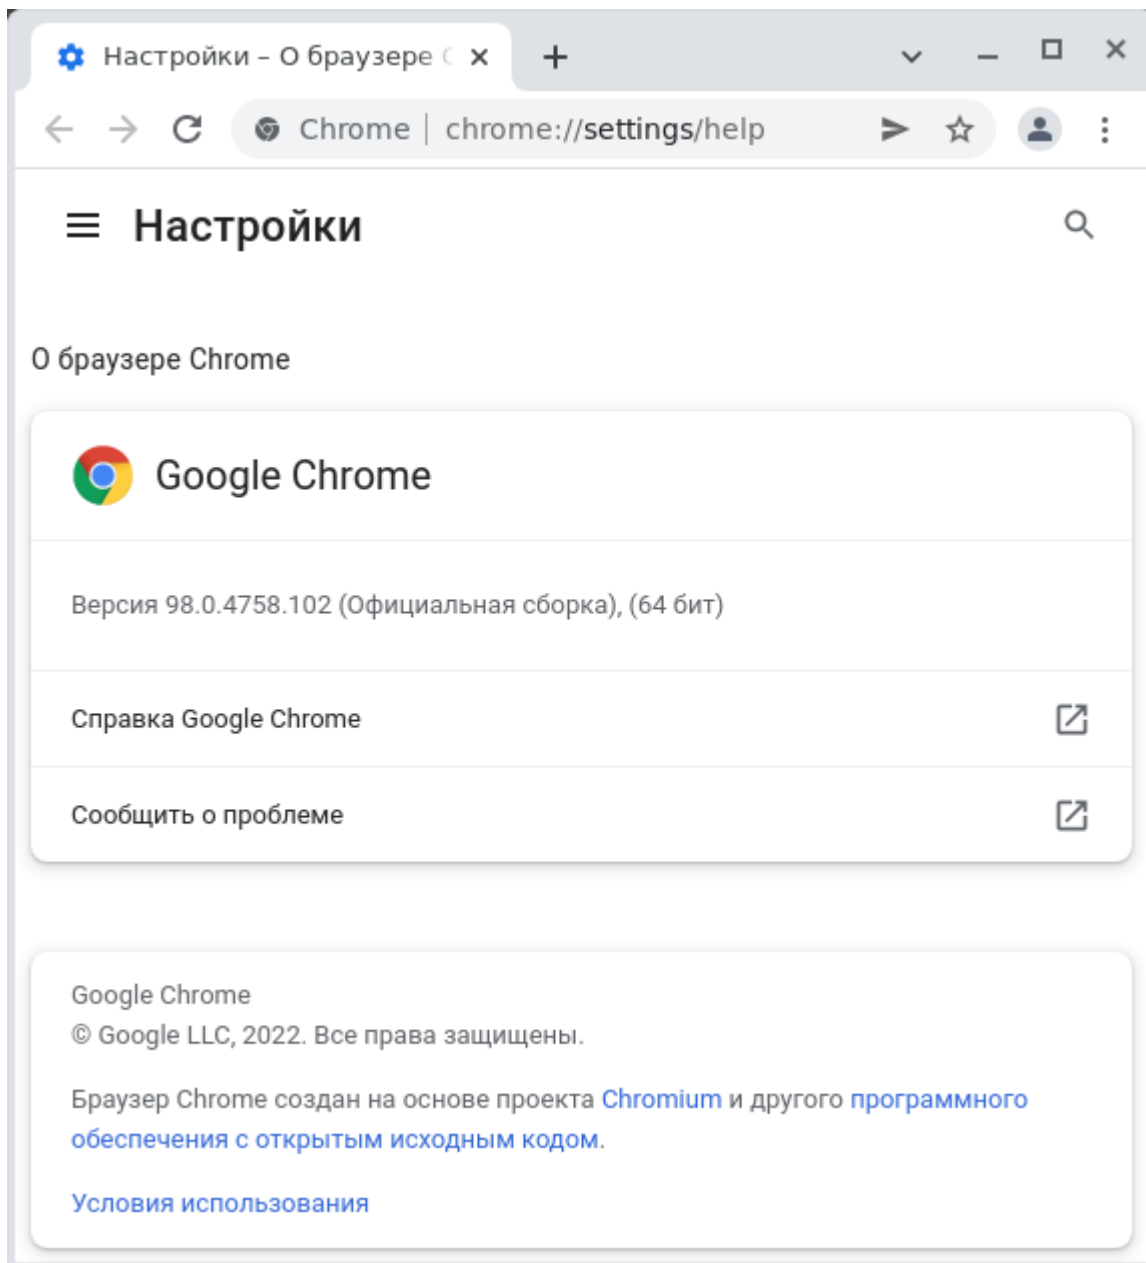 Настройки – О браузере
Chrome | chrome://settings/help
Настройки
О браузере Chrome
Google Chrome
Версия 98.0.4758.102 (Официальная сборка), (64 бит)
Справка Google Chrome
Сообщить о проблеме
Google Chrome
© Google LLC, 2022. Все права защищены.
Браузер Chrome создан на основе проекта Chromium и другого программного
обеспечения с открытым исходным кодом.
Условия использования